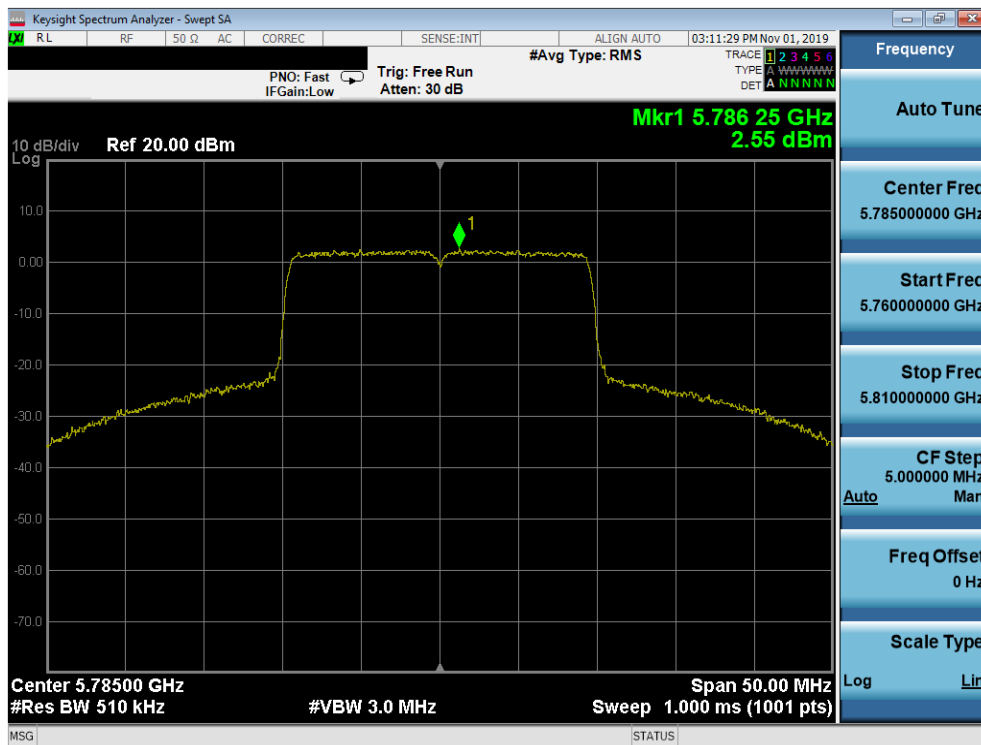 Keysight Spectrum Analyzer - Swept SA
LXI RL RF 50 Ω AC CORREC SENSE:INT ALIGN AUTO 03:11:29 PM Nov 01, 2019
#Avg Type: RMS TRACE 1 2 3 4 5 6
PNO: Fast Trig: Free Run TYPE A WWWWW
IFGain:Low Atten: 30 dB DET A N N N N N
Mkr1 5.786 25 GHz
10 dB/div Ref 20.00 dBm 2.55 dBm
Log
1
10.0
0.00
-10.0
-20.0
-30.0
-40.0
-50.0
-60.0
-70.0
Center 5.78500 GHz Span 50.00 MHz
#Res BW 510 kHz #VBW 3.0 MHz Sweep 1.000 ms (1001 pts)
MSG STATUS
Frequency
Auto Tune
Center Freq
5.785000000 GHz
Start Freq
5.760000000 GHz
Stop Freq
5.810000000 GHz
CF Step
5.000000 MHz
Auto Man
Freq Offset
0 Hz
Scale Type
Log Lin